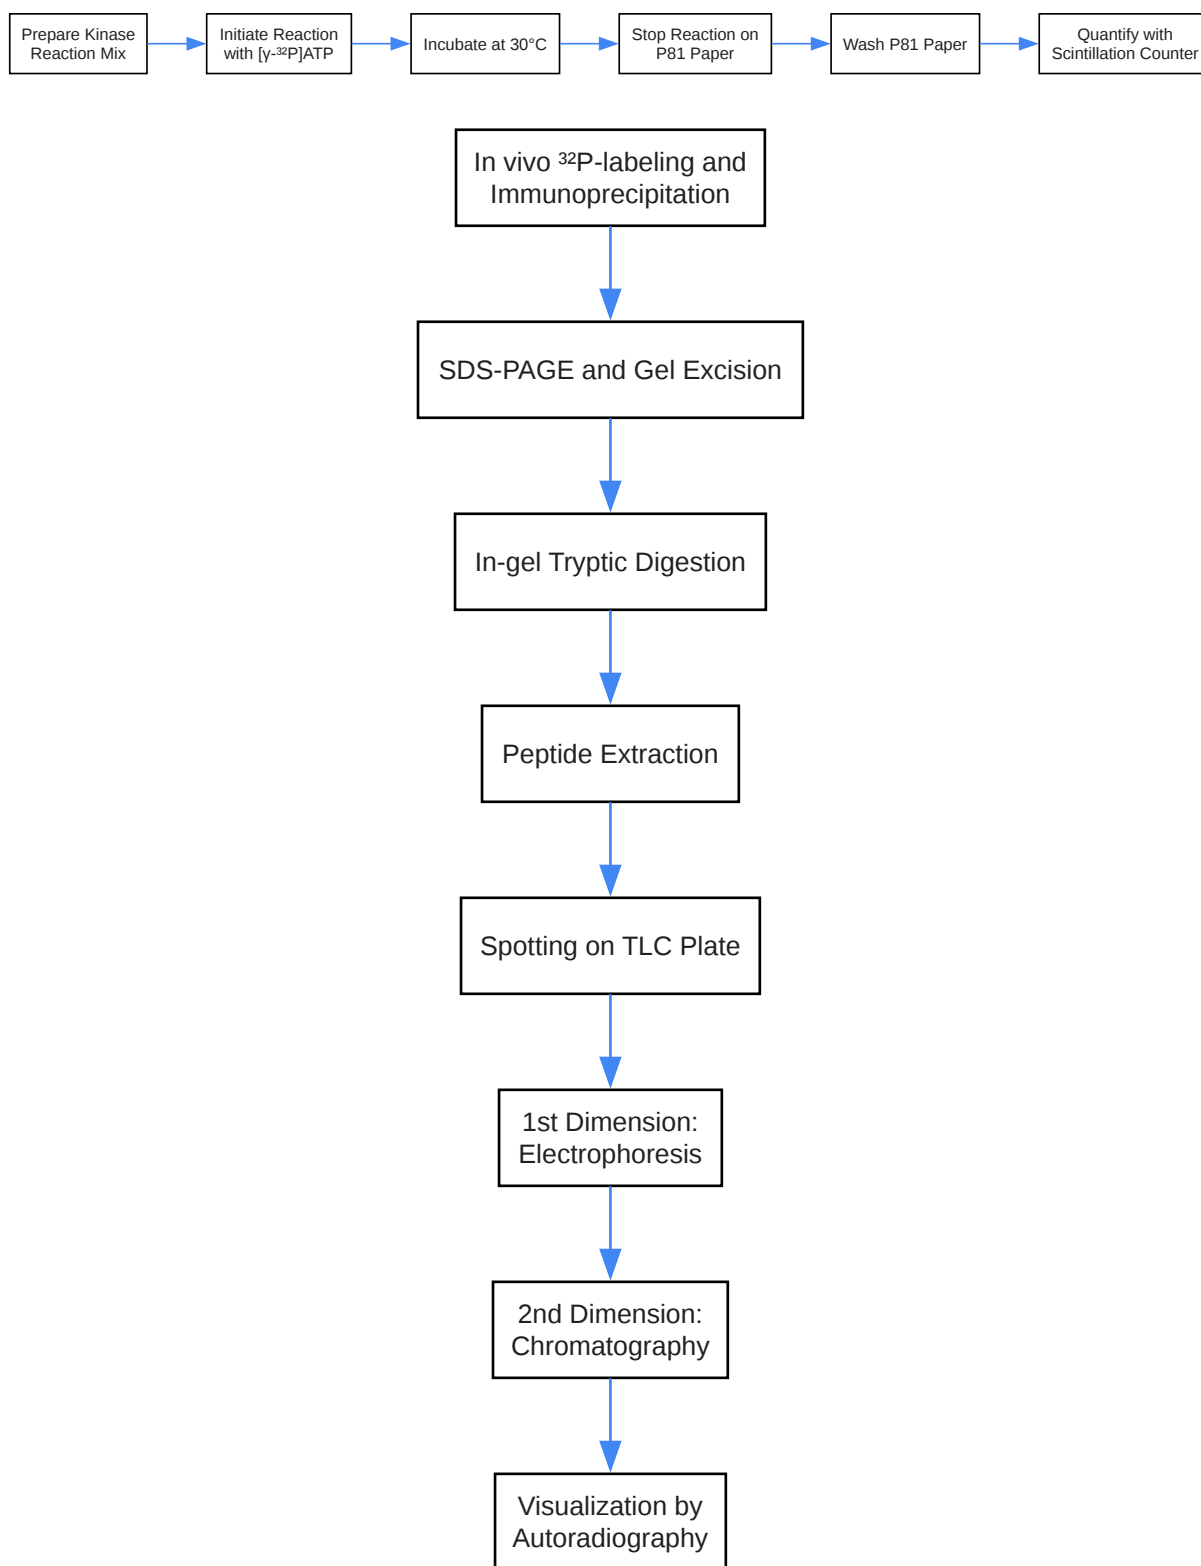 Prepare Kinase
Reaction Mix
Initiate Reaction
with [γ-³²P]ATP
Incubate at 30°C
Stop Reaction on
P81 Paper
Wash P81 Paper
Quantify with
Scintillation Counter
In vivo ³²P-labeling and
Immunoprecipitation
SDS-PAGE and Gel Excision
In-gel Tryptic Digestion
Peptide Extraction
Spotting on TLC Plate
1st Dimension:
Electrophoresis
2nd Dimension:
Chromatography
Visualization by
Autoradiography